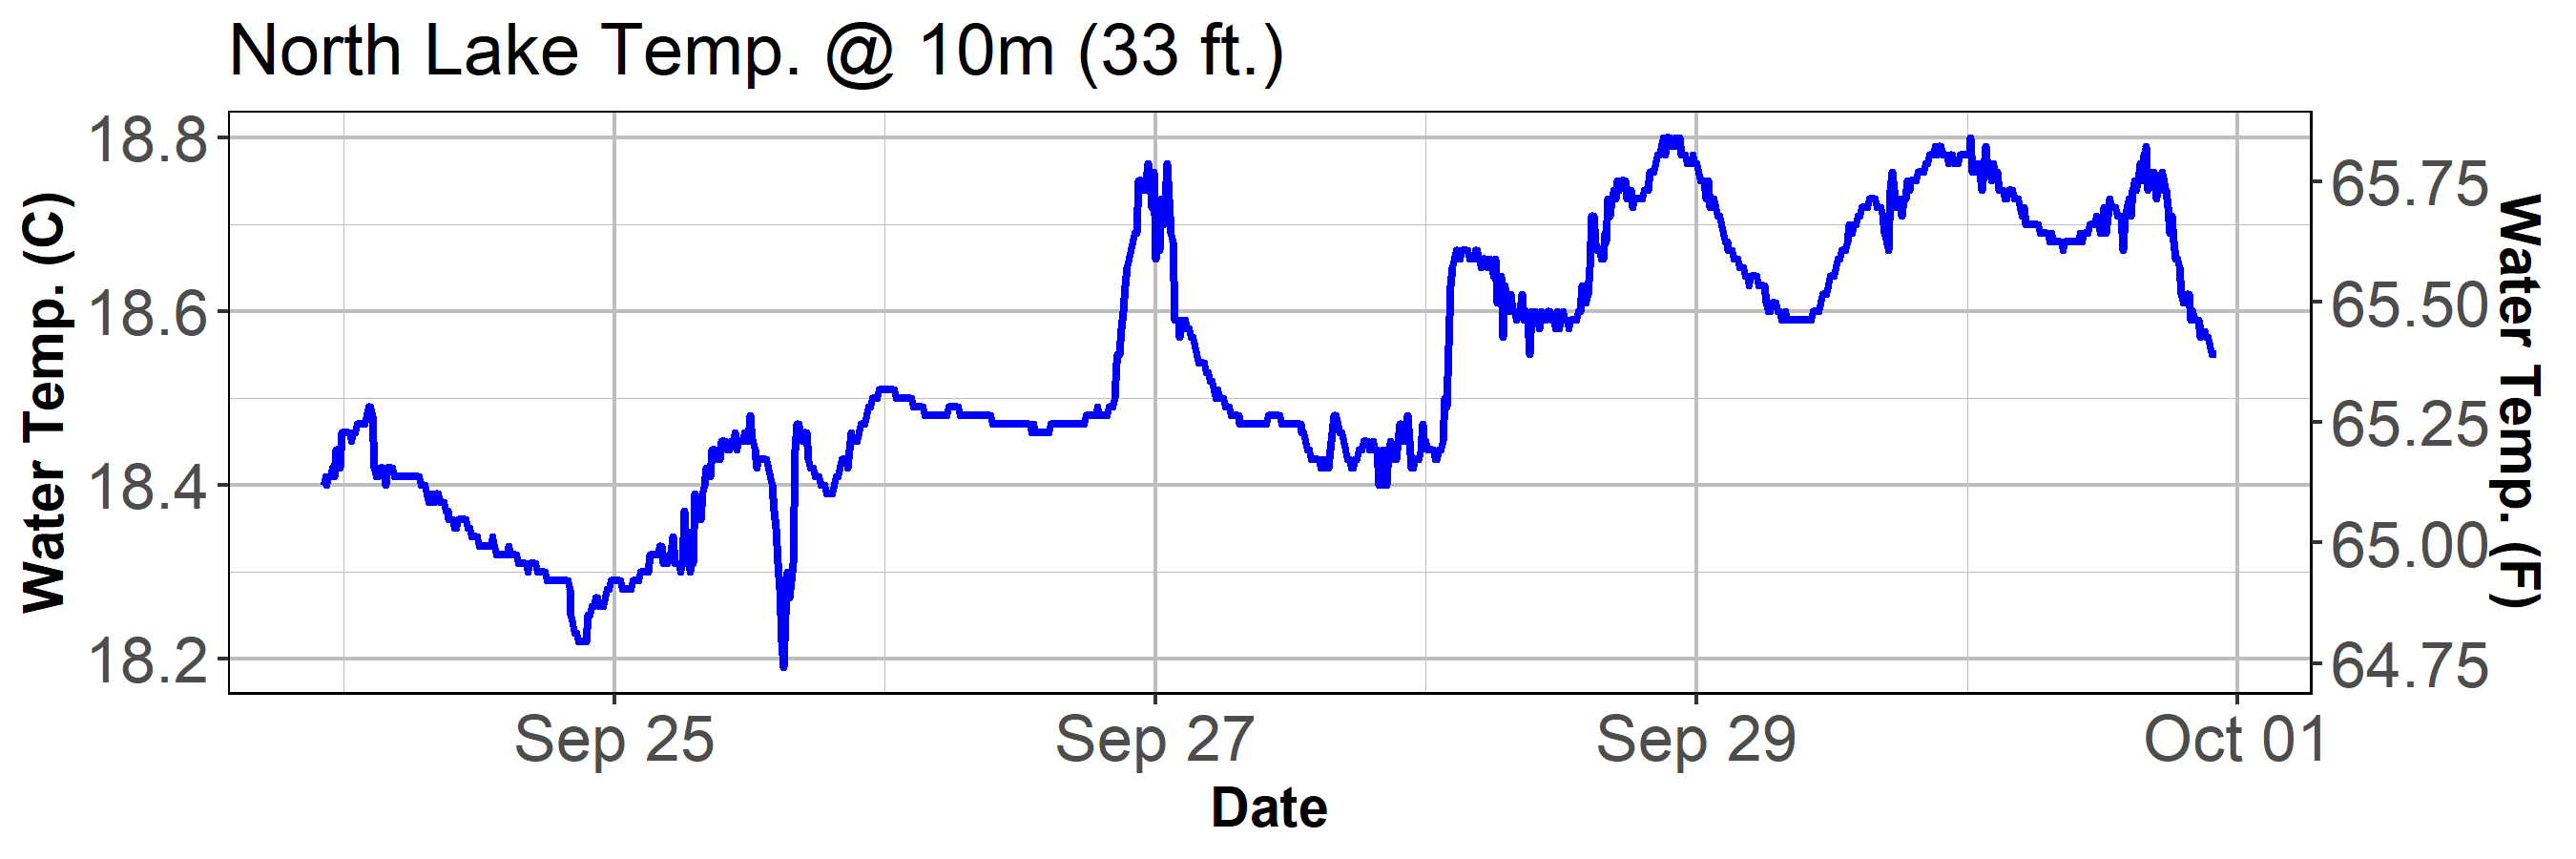 North Lake Temp. @ 10m (33 ft.)
Water Temp. (C)
18.8
18.6
18.4
18.2
65.75
65.50
65.25
65.00
64.75
Water Temp. (F)
Sep 25
Sep 27
Sep 29
Oct 01
Date